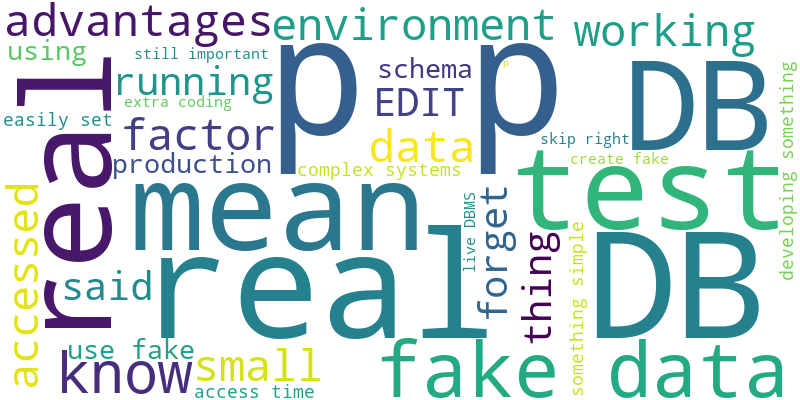 advantages
environment
working
using
still important
real
running
p
p
schema
p
DB
extra coding
EDIT
easily set
factor
data
skip right
developing something
production
complex systems
create fake
accessed
mean
live DBMS
forget
test
said
real
thing
something simple
DB
use fake
know
small
access time
fake data